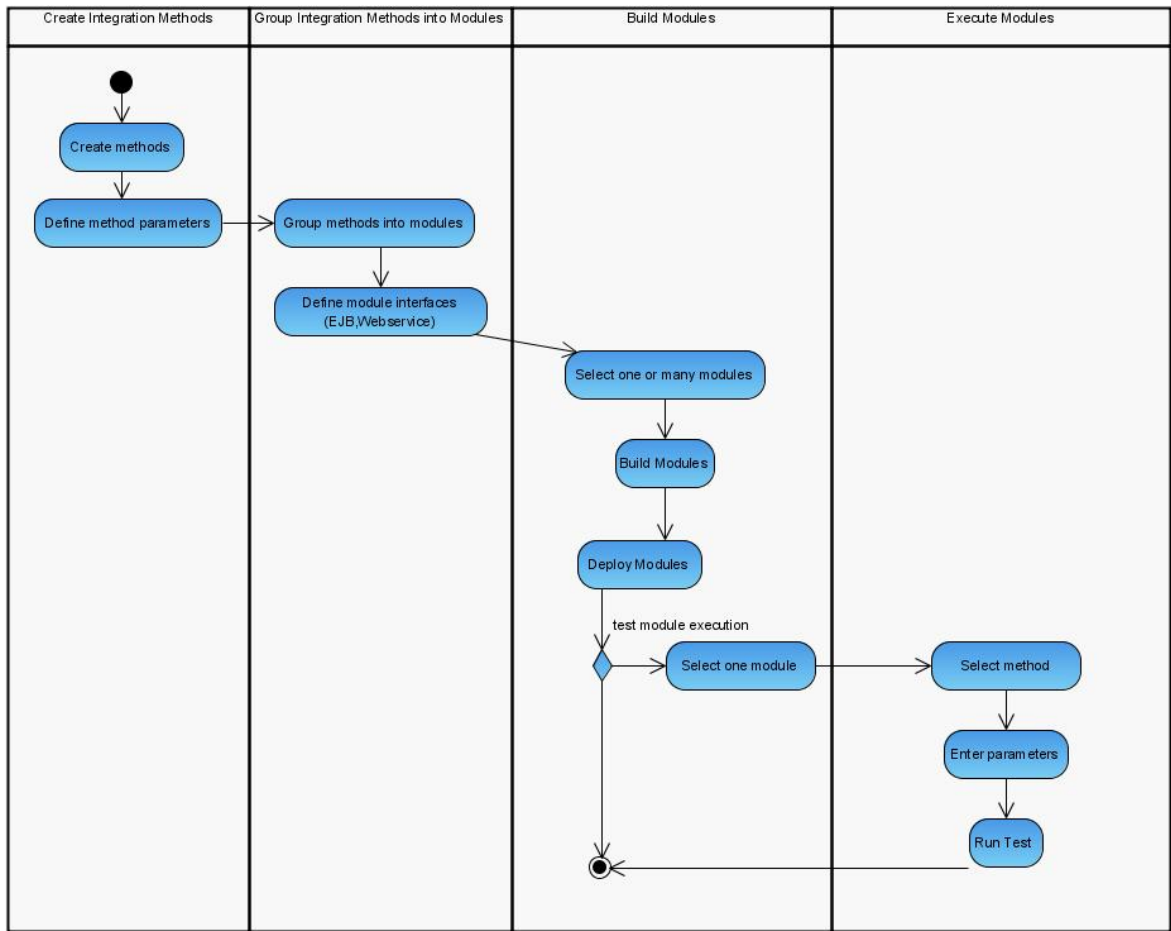 Create Integration Methods
Group Integration Methods into Modules
Build Modules
Execute Modules
Create methods
Define method parameters
Group methods into modules
Define module interfaces
(EJB,Webservice)
Select one or many modules
Build Modules
Deploy Modules
test module execution
Select one module
Select method
Enter parameters
Run Test